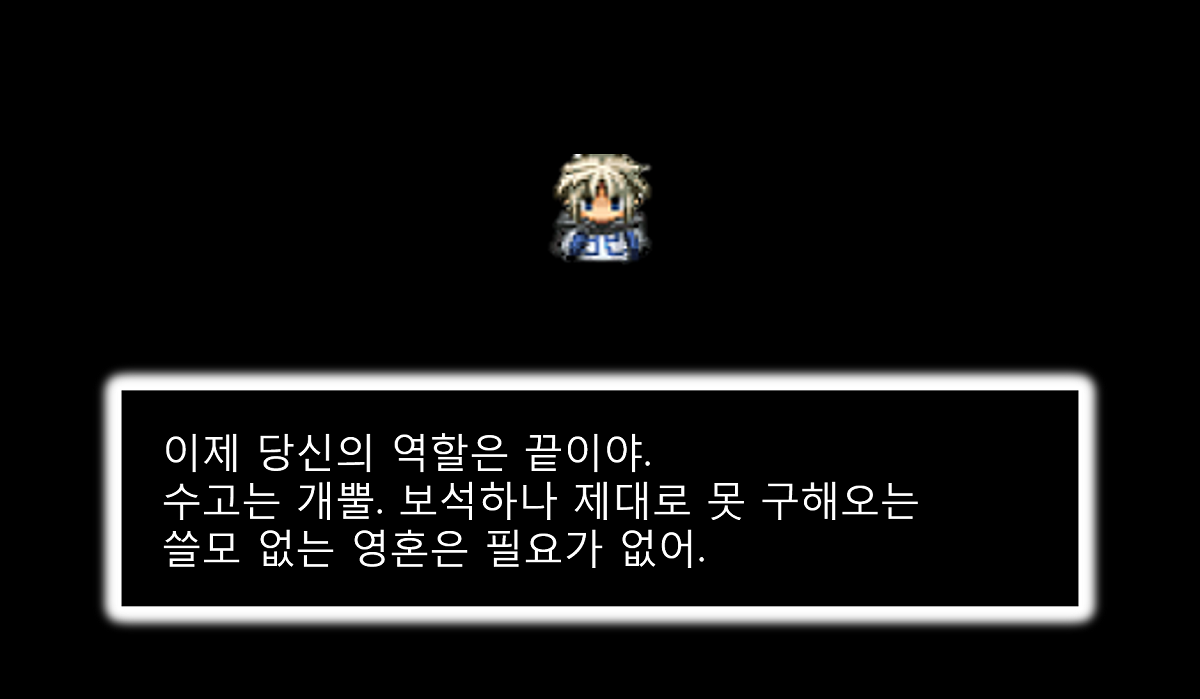 이제 당신의 역할은 끝이야.
수고는 개뿔. 보석하나 제대로 못 구해오는
쓸모 없는 영혼은 필요가 없어.